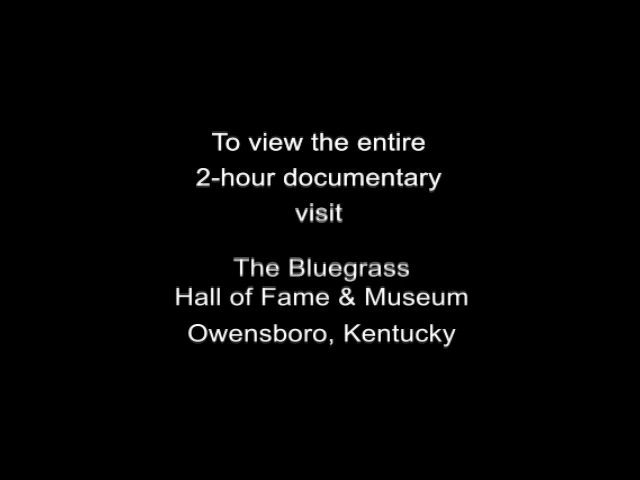 To view the entire
2-hour documentary
visit
The Bluegrass
Hall of Fame & Museum
Owensboro, Kentucky